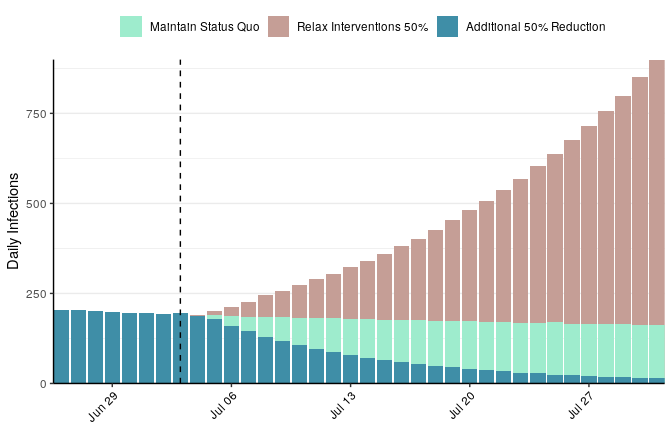 Maintain Status Quo Relax Interventions 50% Additional 50% Reduction
Daily Infections
750
500
250
0
Jun 29 Jul 06 Jul 13 Jul 20 Jul 27